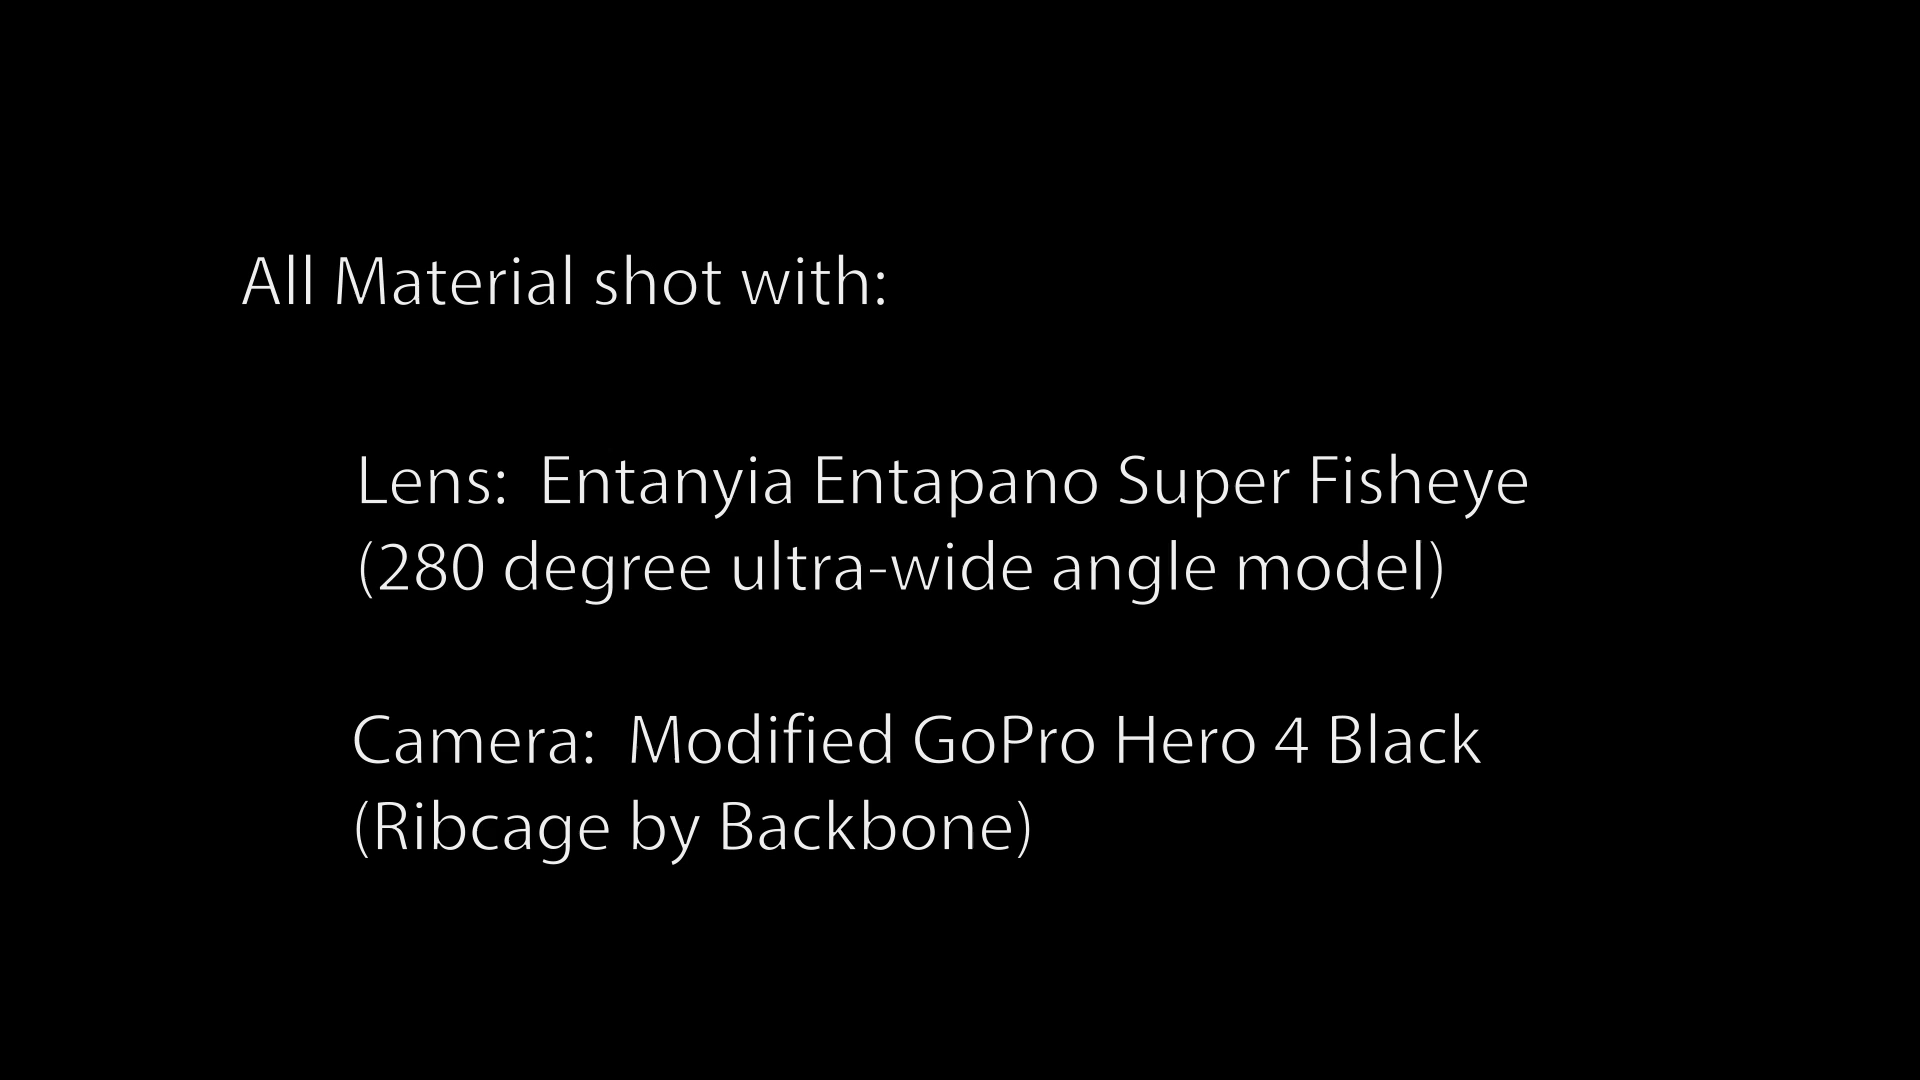 All Material shot with:
Lens: Entanyia Entapano Super Fisheye
(280 degree ultra-wide angle model)
Camera: Modified GoPro Hero 4 Black
(Ribcage by Backbone)